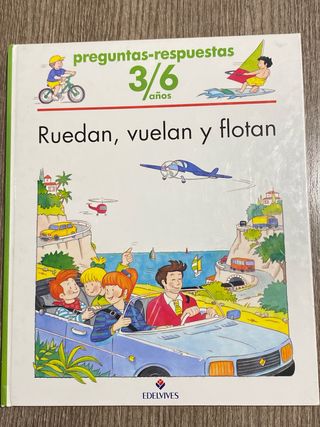 preguntas-respuestas
3/6
años
Ruedan, vuelan y flotan
EDELVIVES